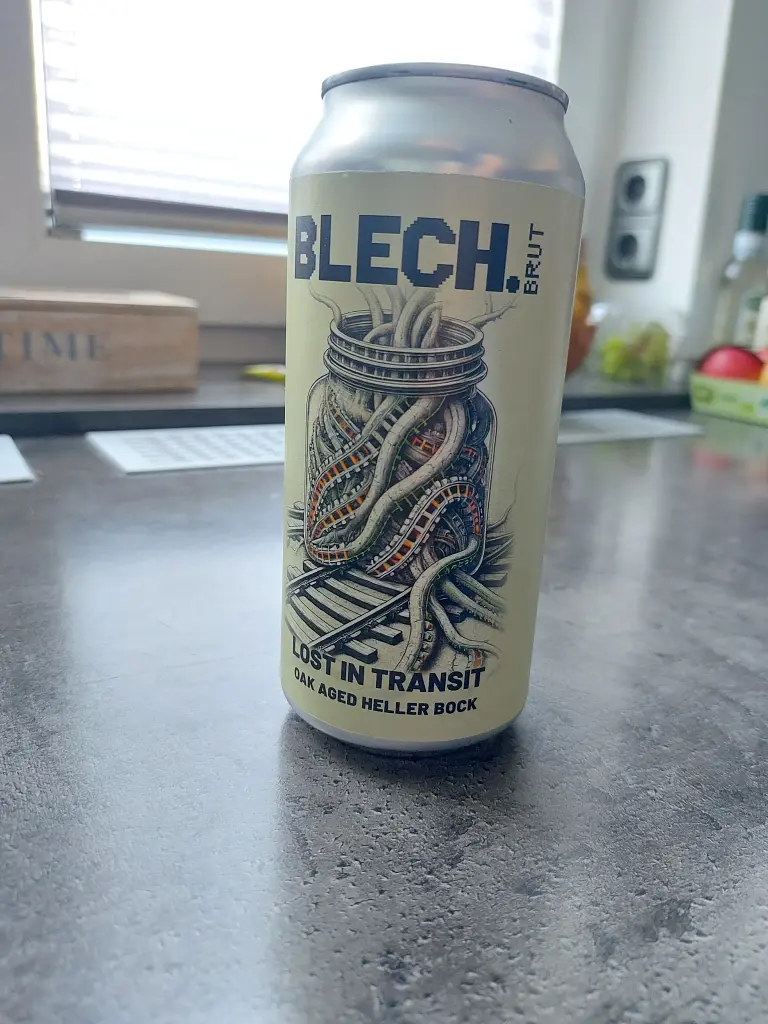 BLECH.
BRUT
TIME
LOST IN TRANSIT
OAK AGED HELLER BOCK